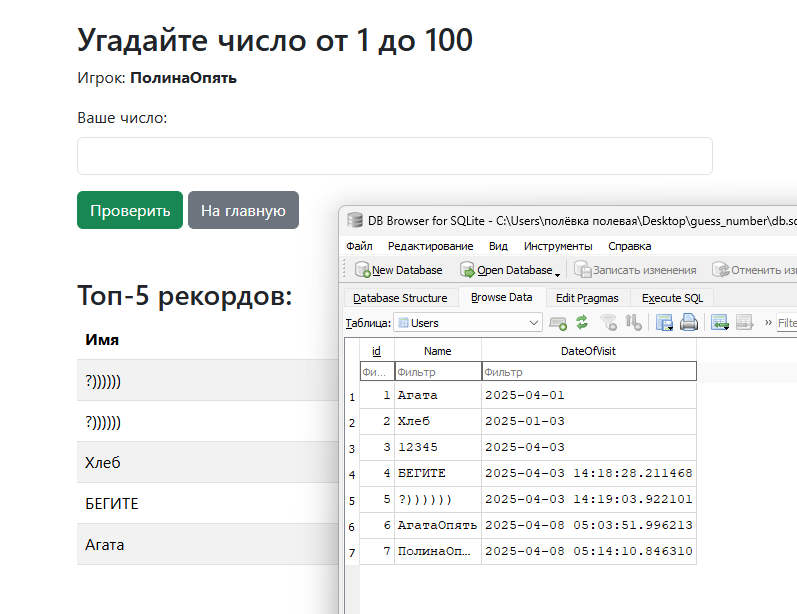 Угадайте число от 1 до 100
Игрок: ПолинаОпять
Ваше число:
Проверить На главную
Топ-5 рекордов:
Имя
?))))))
?))))))
Хлеб
БЕГИТЕ
Агата
DB Browser for SQLite - C:\Users\полёвка полевая\Desktop\guess_number\db.sc
Файл Редактирование Вид Инструменты Справка
New Database Open Database Записать изменения Отменить из
Database Structure Browse Data Edit Pragmas Execute SQL
Таблица: Users » Filte
id Name DateOfVisit
Фи... Фильтр Фильтр
1 1 Агата 2025-04-01
2 2 Хлеб 2025-01-03
3 3 12345 2025-04-03
4 4 БЕГИТЕ 2025-04-03 14:18:28.211468
5 5 ?)))))) 2025-04-03 14:19:03.922101
6 6 АгатаОпять 2025-04-08 05:03:51.996213
7 7 ПолинаОп… 2025-04-08 05:14:10.846310